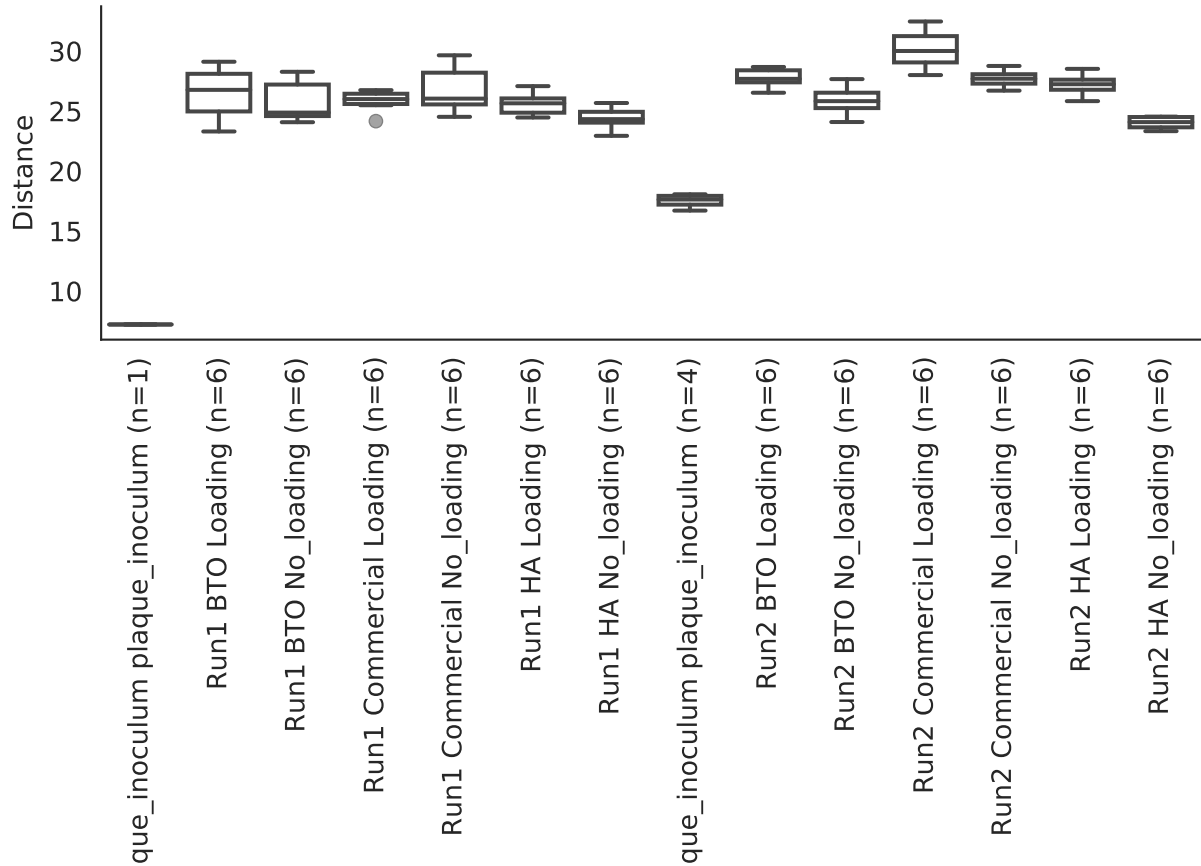 Distance
30
25
20
15
10
que_inoculum plaque_inoculum (n=1)
Run1 BTO Loading (n=6)
Run1 BTO No_loading (n=6)
Run1 Commercial Loading (n=6)
Run1 Commercial No_loading (n=6)
Run1 HA Loading (n=6)
Run1 HA No_loading (n=6)
que_inoculum plaque_inoculum (n=4)
Run2 BTO Loading (n=6)
Run2 BTO No_loading (n=6)
Run2 Commercial Loading (n=6)
Run2 Commercial No_loading (n=6)
Run2 HA Loading (n=6)
Run2 HA No_loading (n=6)